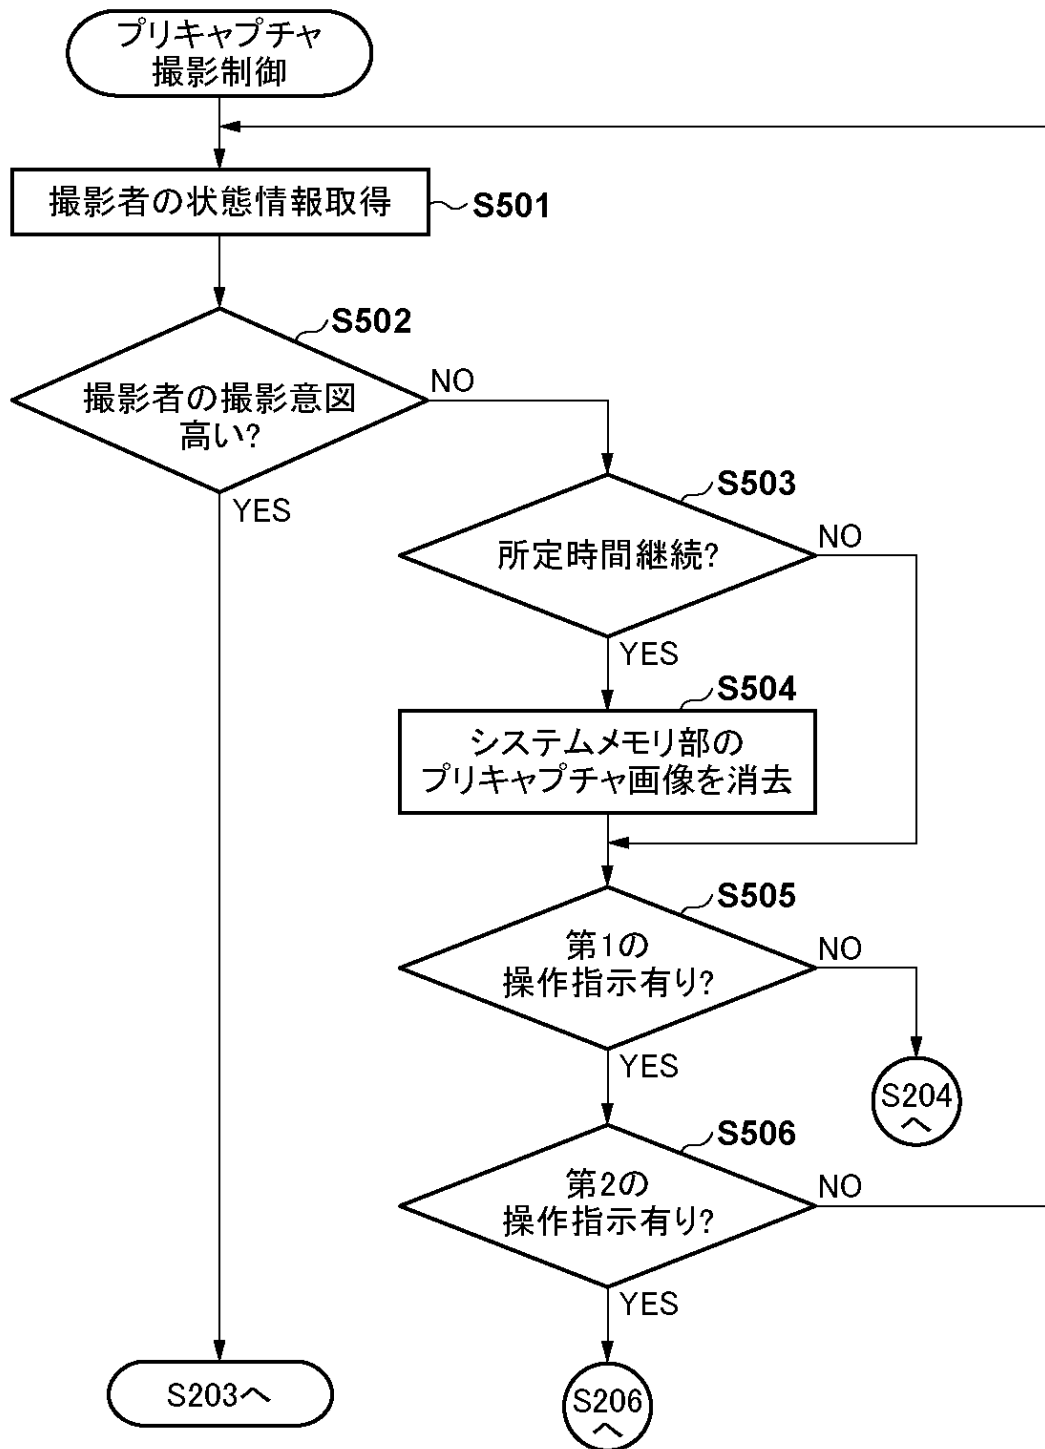 プリキャプチャ
撮影制御
撮影者の状態情報取得
S501
S502
撮影者の撮影意図
高い?
NO
YES
S503
所定時間継続?
NO
YES
S504
システムメモリ部の
プリキャプチャ画像を消去
S505
第1の
操作指示有り?
NO
YES
S204
へ
S506
第2の
操作指示有り?
NO
YES
S203へ
S206
へ